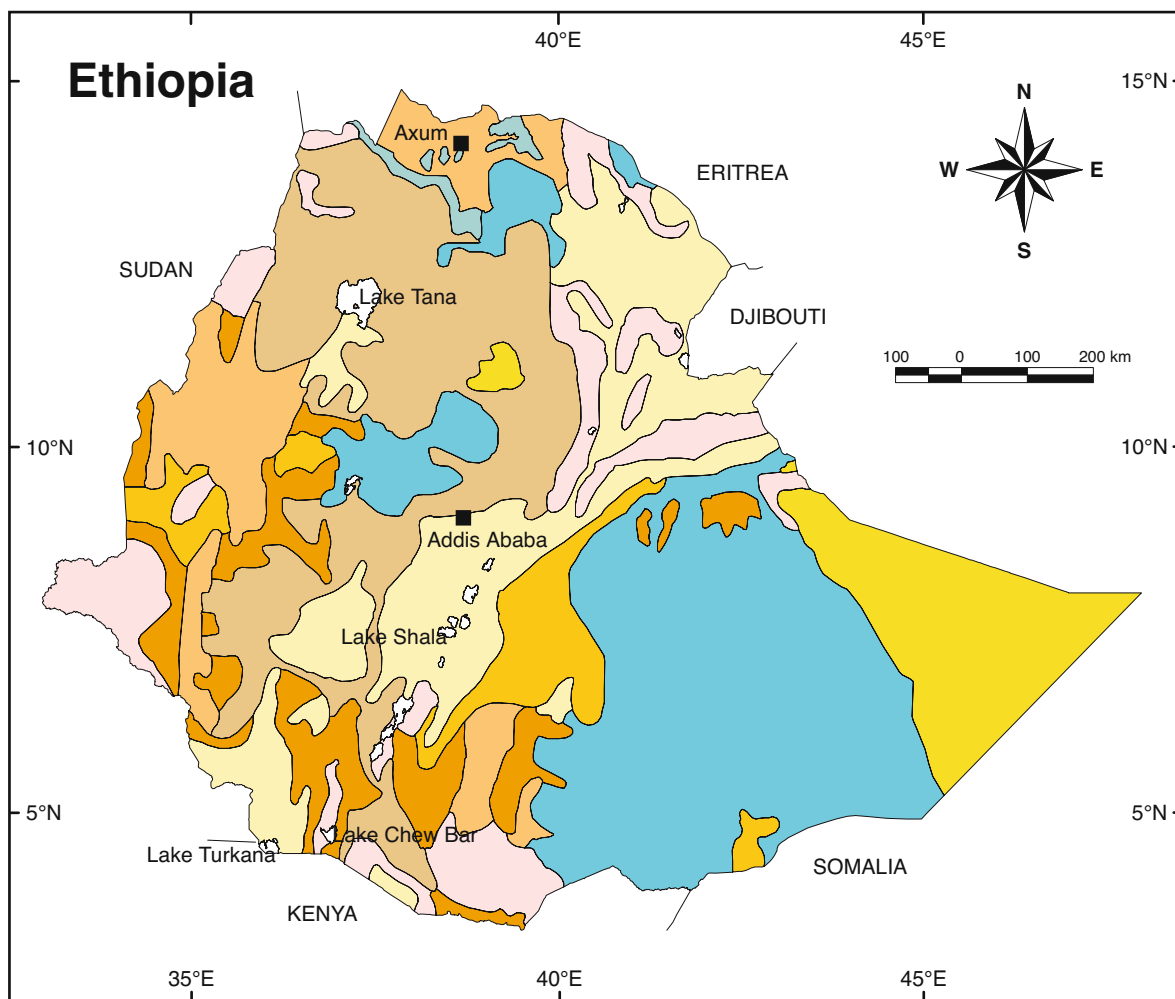 40°E
45°E
Ethiopia
15°N
N
Axum
W
E
ERITREA
S
SUDAN
Lake Tana
DJIBOUTI
100 0 100 200 km
10°N
10°N
Addis Ababa
Lake Shala
5°N
5°N
Lake Chew Bar
Lake Turkana
SOMALIA
KENYA
35°E
40°E
45°E